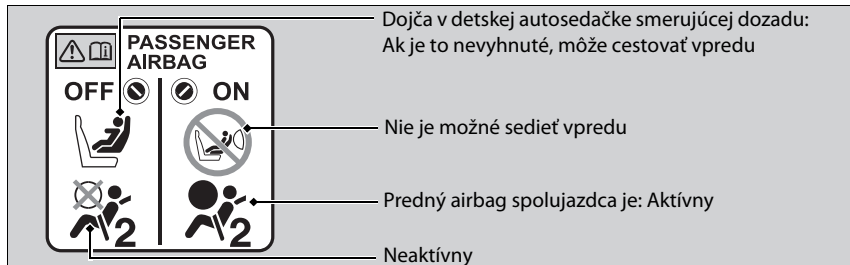 PASSENGER
AIRBAG
OFF ON
2 2
Dojča v detskej autosedačke smerujúcej dozadu:
Ak je to nevyhnuté, môže cestovať vpredu
Nie je možné sedieť vpredu
Predný airbag spolujazdca je: Aktívny
Neaktívny